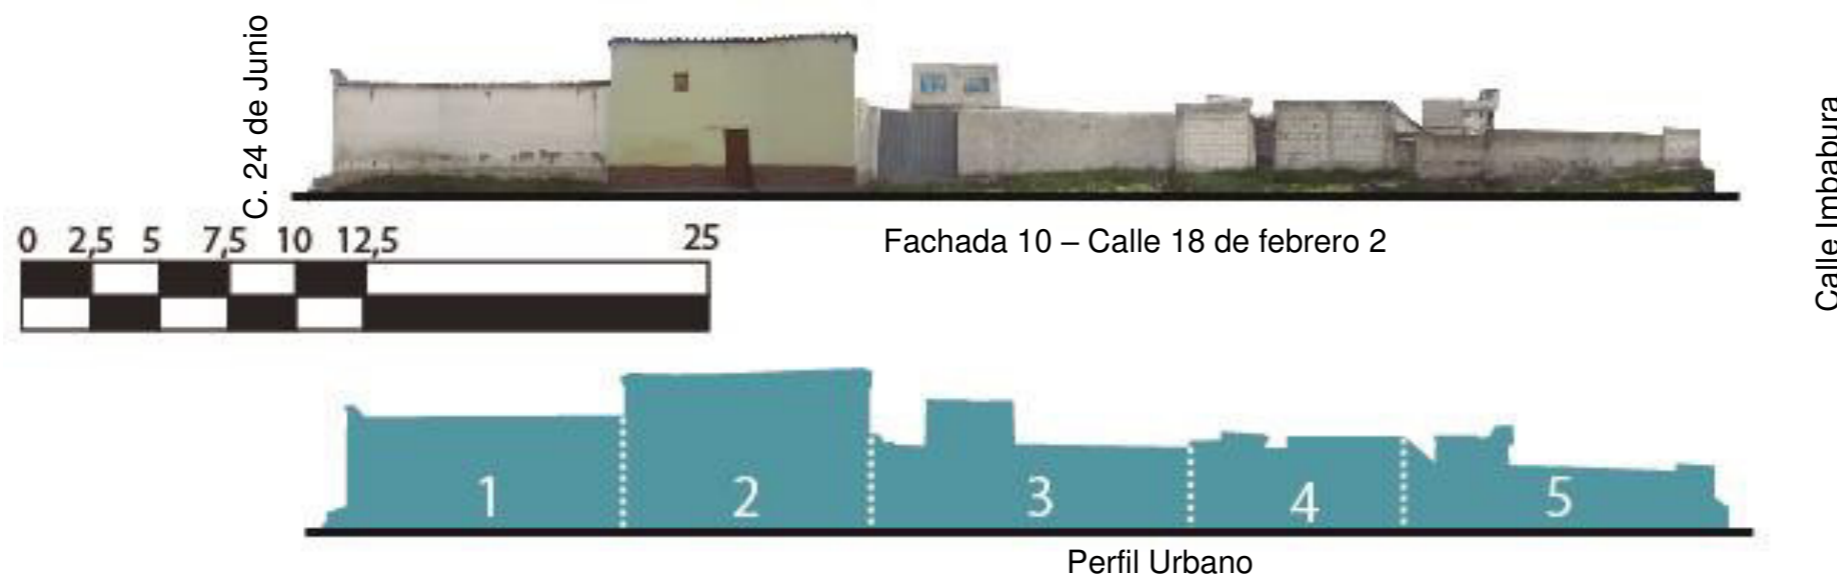 C. 24 de Junio
0 2,5 5 7,5 10 12,5 25
Fachada 10 – Calle 18 de febrero 2
Calle Imbabura
1 2 3 4 5
Perfil Urbano